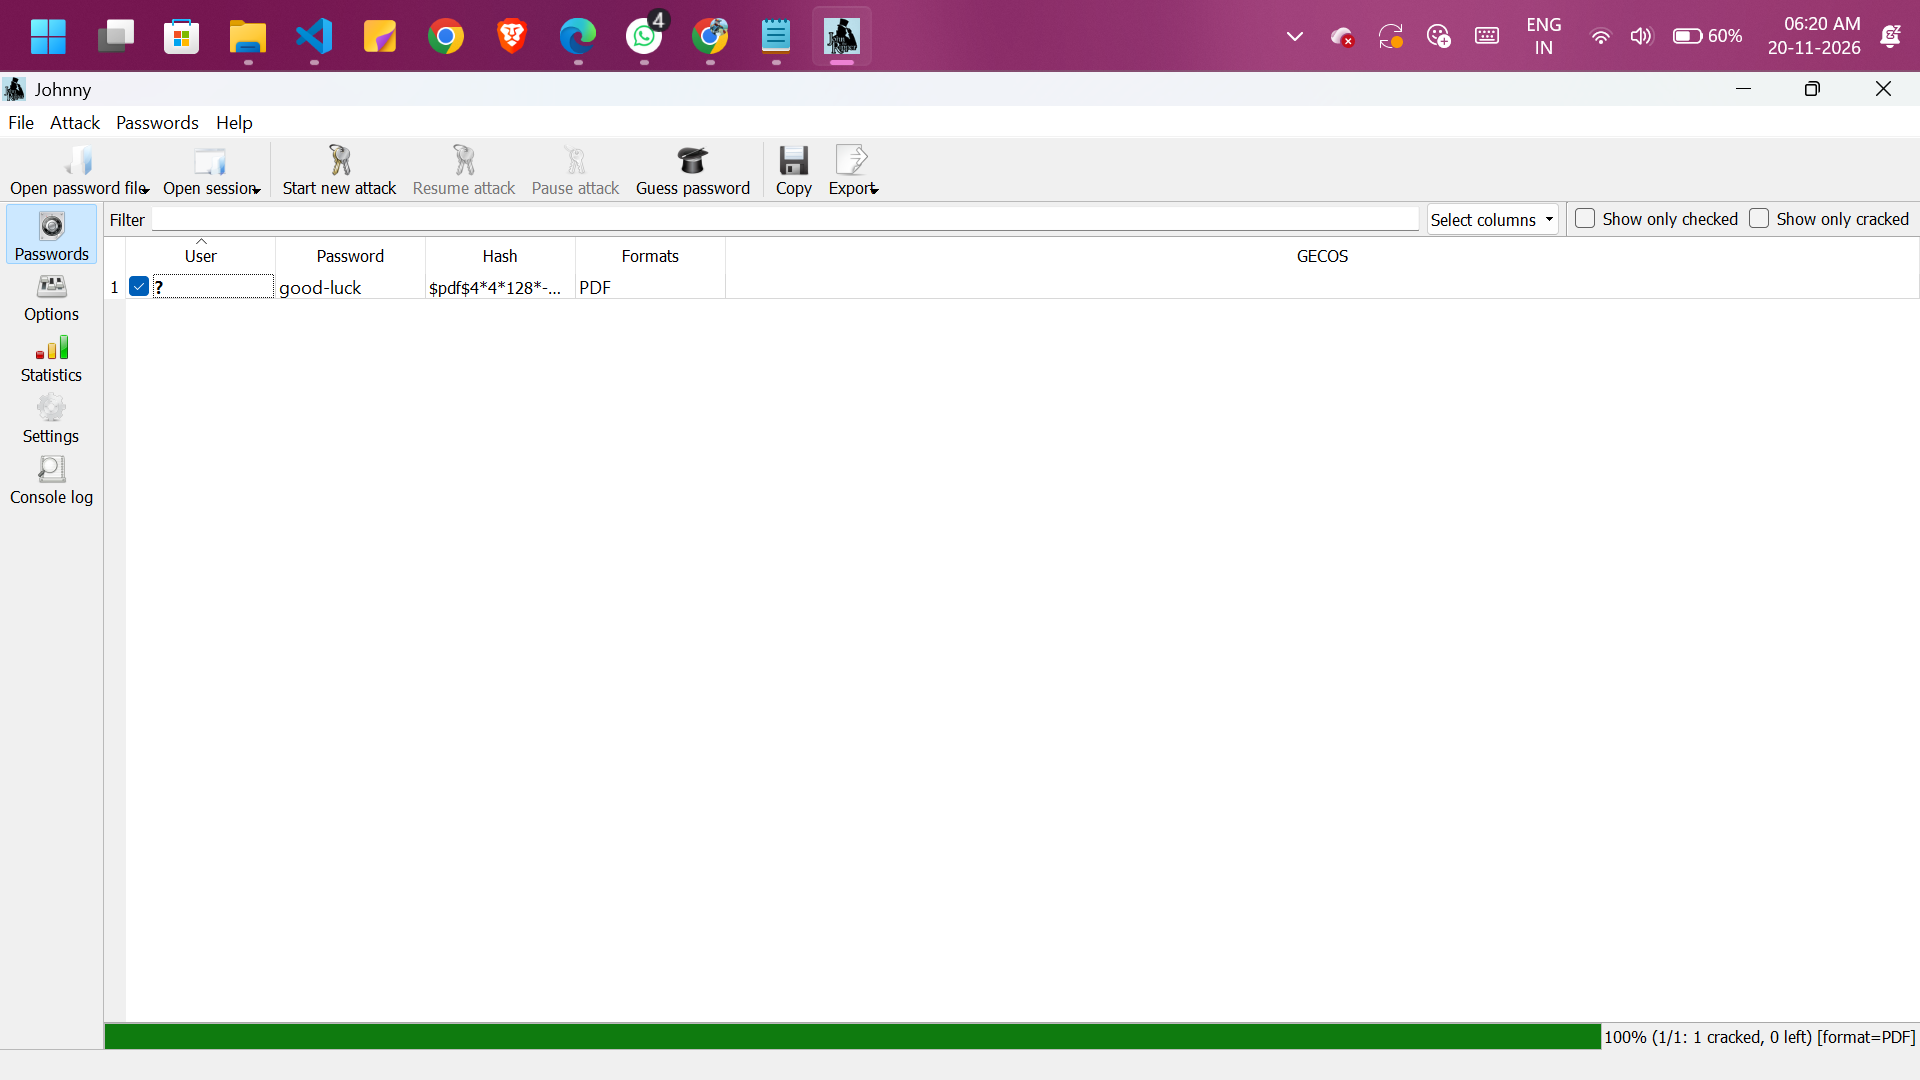 4
ENG
IN
60%
06:20 AM
20-11-2026
Johnny
File Attack Passwords Help
Open password file Open session Start new attack Resume attack Pause attack Guess password Copy Export
Passwords
Options
Statistics
Settings
Console log
Filter Select columns Show only checked Show only cracked
User Password Hash Formats GECOS
1 ? good-luck $pdf$4*4*128*-... PDF
100% (1/1: 1 cracked, 0 left) [format=PDF]